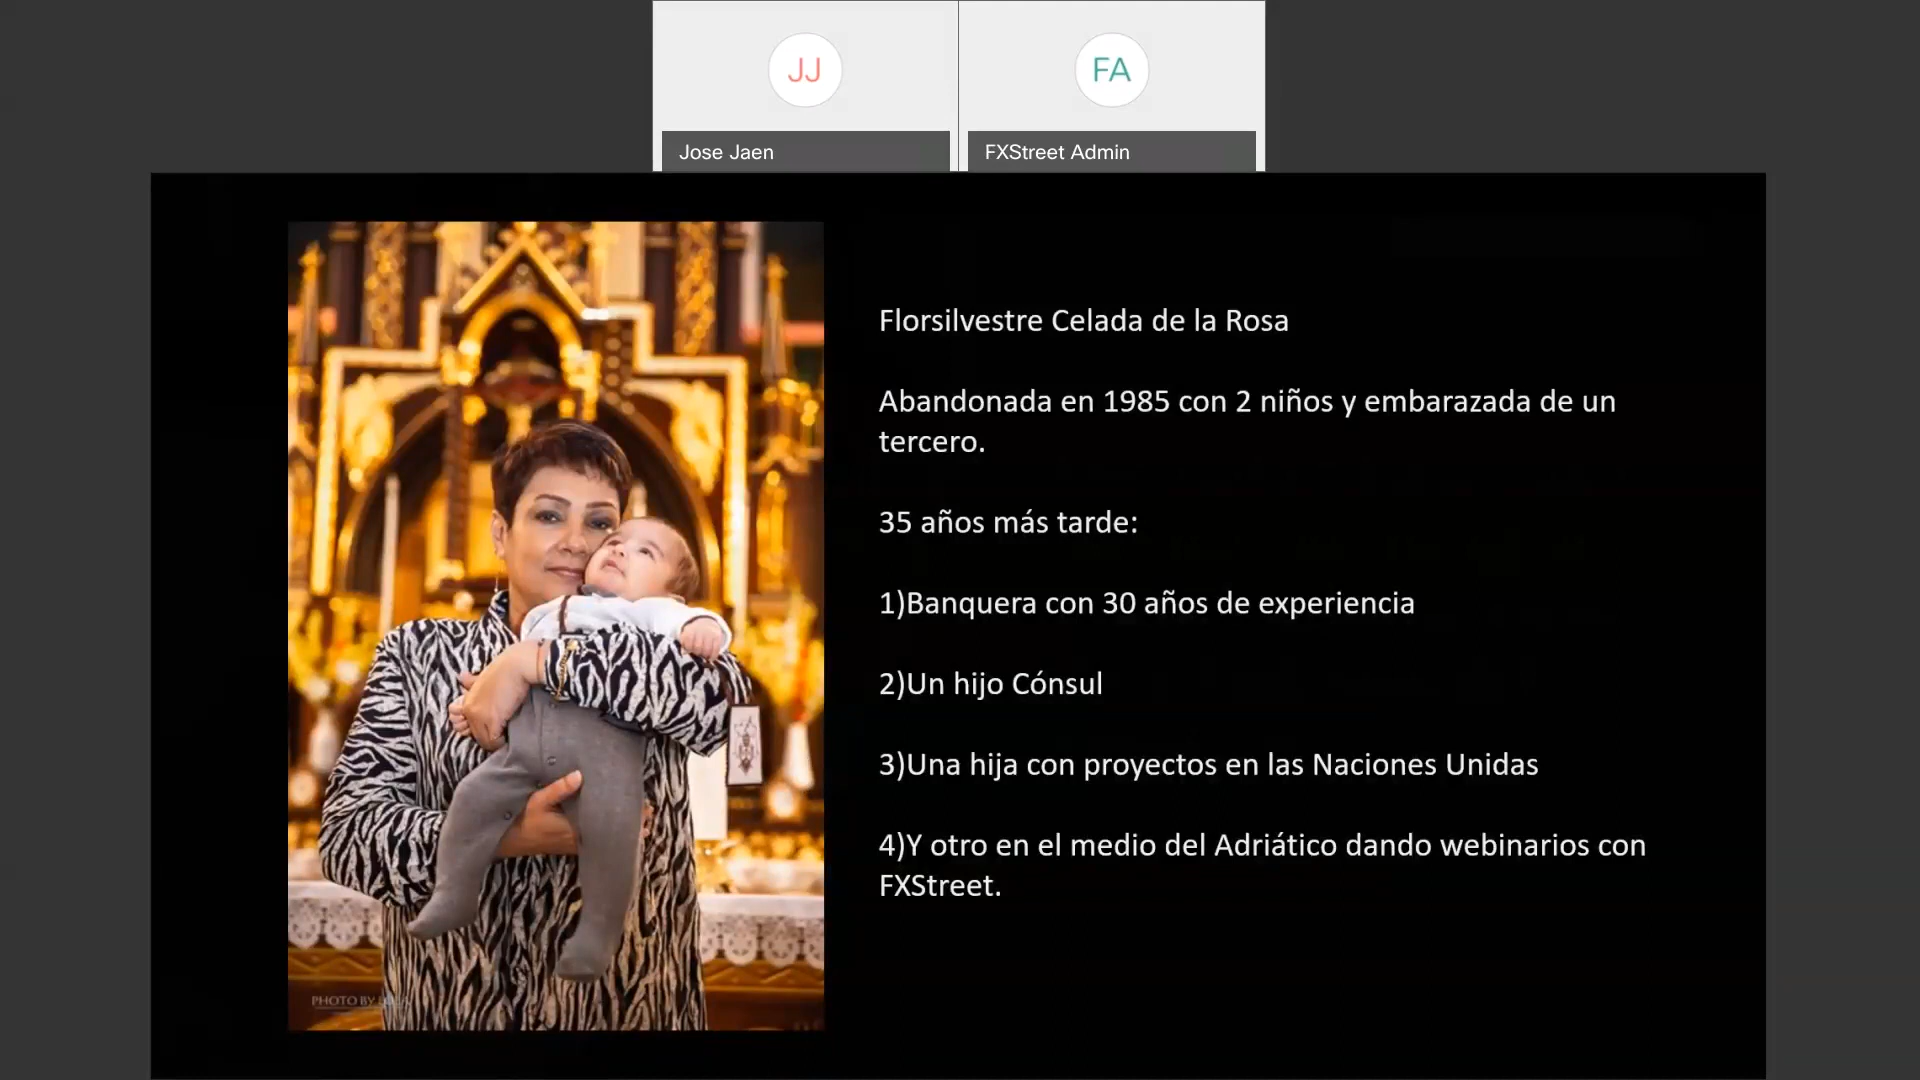 JJ
FA
Jose Jaen
FXStreet Admin
Florsilvestre Celada de la Rosa
Abandonada en 1985 con 2 niños y embarazada de un
tercero.
35 años más tarde:
1)Banquera con 30 años de experiencia
2)Un hijo Cónsul
3)Una hija con proyectos en las Naciones Unidas
4)Y otro en el medio del Adriático dando webinarios con
FXStreet.
PHOTO BY